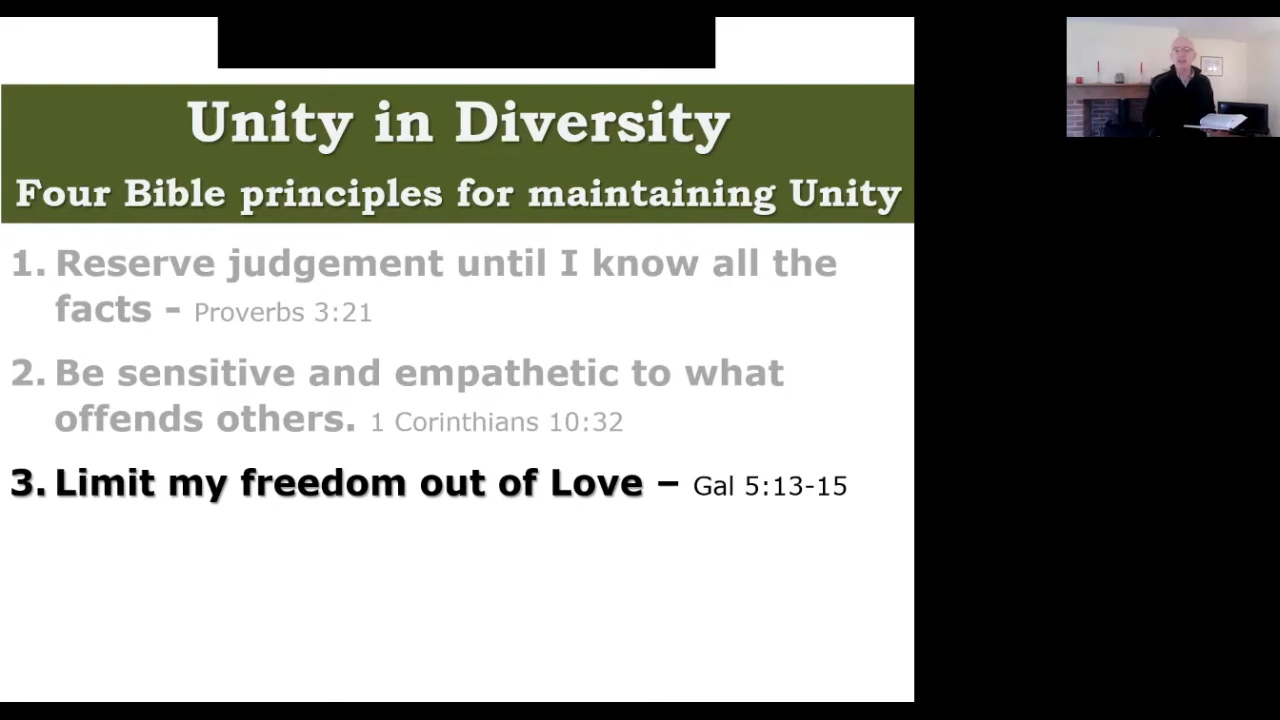 Unity in Diversity
Four Bible principles for maintaining Unity
1. Reserve judgement until I know all the
facts - Proverbs 3:21
2. Be sensitive and empathetic to what
offends others. 1 Corinthians 10:32
3. Limit my freedom out of Love – Gal 5:13-15